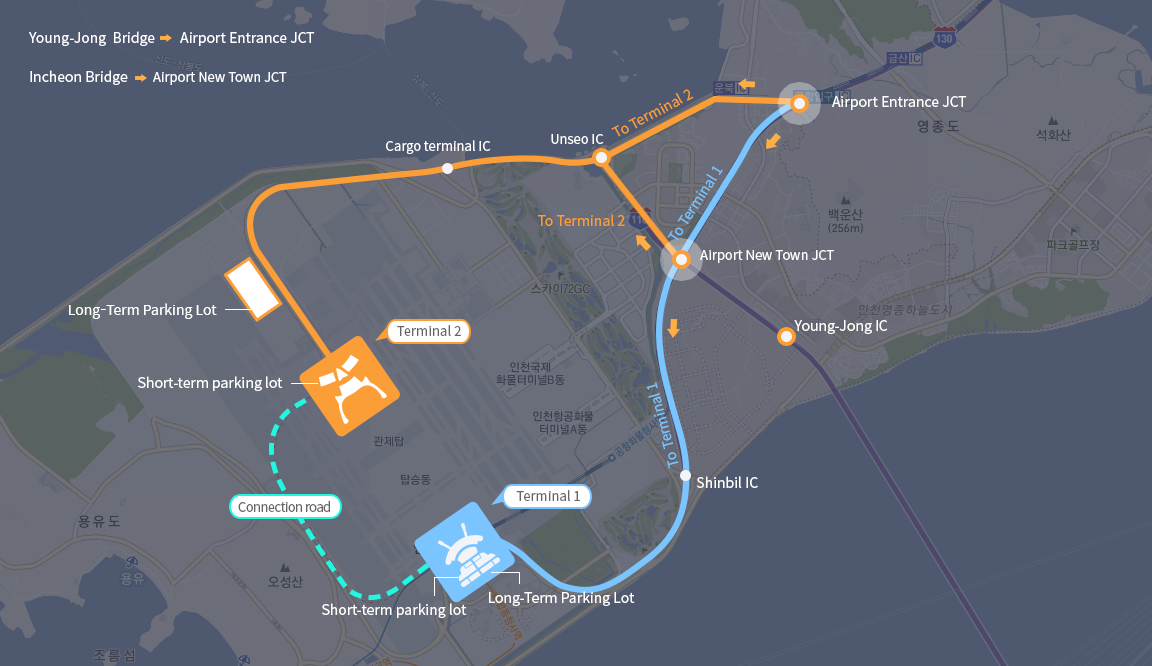 Young-Jong Bridge Airport Entrance JCT
Incheon Bridge Airport New Town JCT
130
금산IC
운북IC
To Terminal 2
Airport Entrance JCT
영종도
석화산
Unseo IC
Cargo terminal IC
To Terminal 1
백운산
(256m)
To Terminal 2
파크골프장
Airport New Town JCT
스카이72GC
인천영종하늘도시
Long-Term Parking Lot
Young-Jong IC
Terminal 2
인천국제
화물터미널B동
Short-term parking lot
To Terminal 1
인천항공화물
터미널A동
공항화물청사
관제탑
탑승동
Shinbil IC
Terminal 1
Connection road
용유도
용유
오성산
Long-Term Parking Lot
Short-term parking lot
조름섬